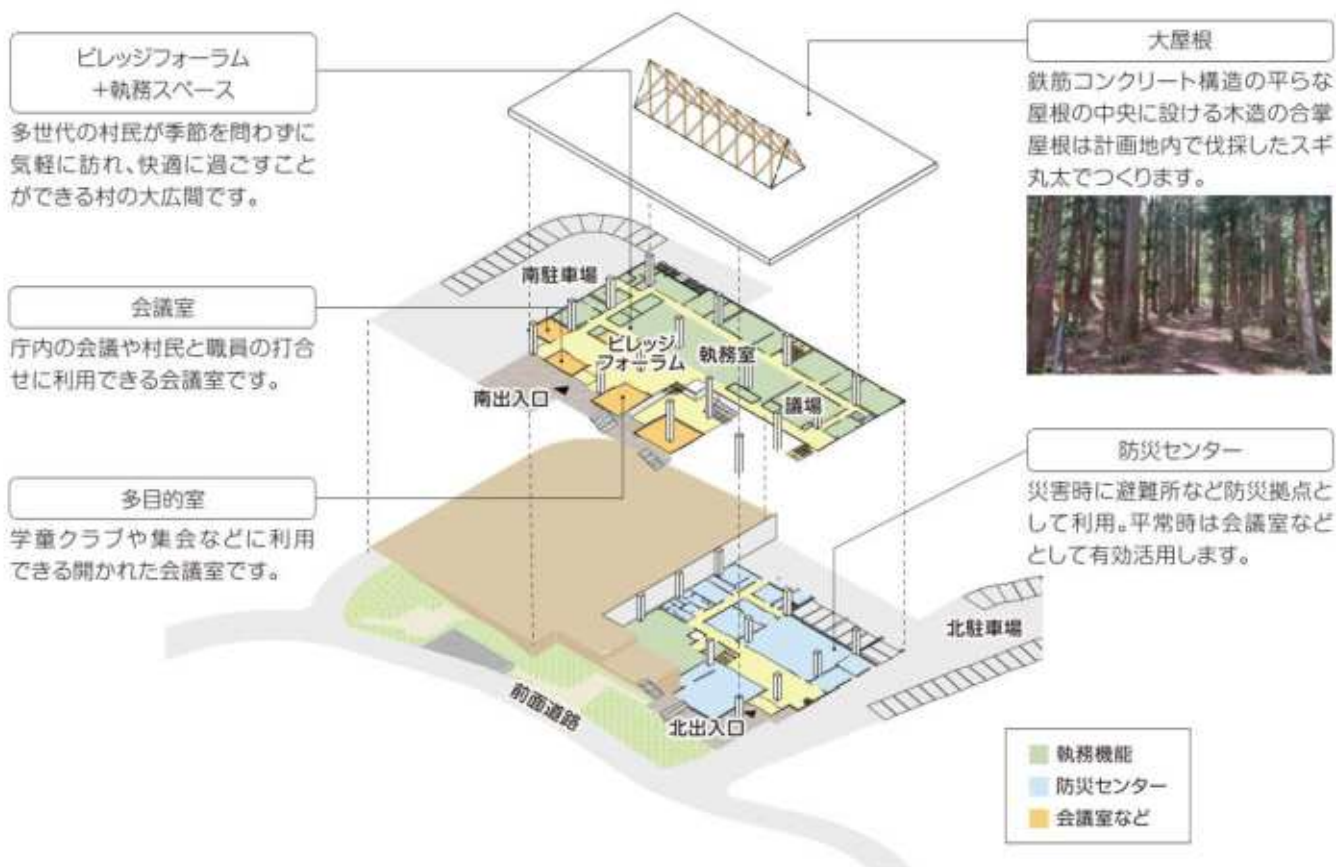 ビレッジフォーラム
+執務スペース
多世代の村民が季節を問わずに
気軽に訪れ、快適に過ごすこと
ができる村の大広間です。
会議室
庁内の会議や村民と職員の打合
せに利用できる会議室です。
多目的室
学童クラブや集会などに利用
できる開かれた会議室です。
大屋根
鉄筋コンクリート構造の平らな
屋根の中央に設ける木造の合掌
屋根は計画地内で伐採したスギ
丸太でつくります。
防災センター
災害時に避難所など防災拠点と
して利用。平常時は会議室など
として有効活用します。
南駐車場
ビレッジ
フォーラム
執務室
議場
南出入口
北駐車場
前面道路
北出入口
執務機能
防災センター
会議室など